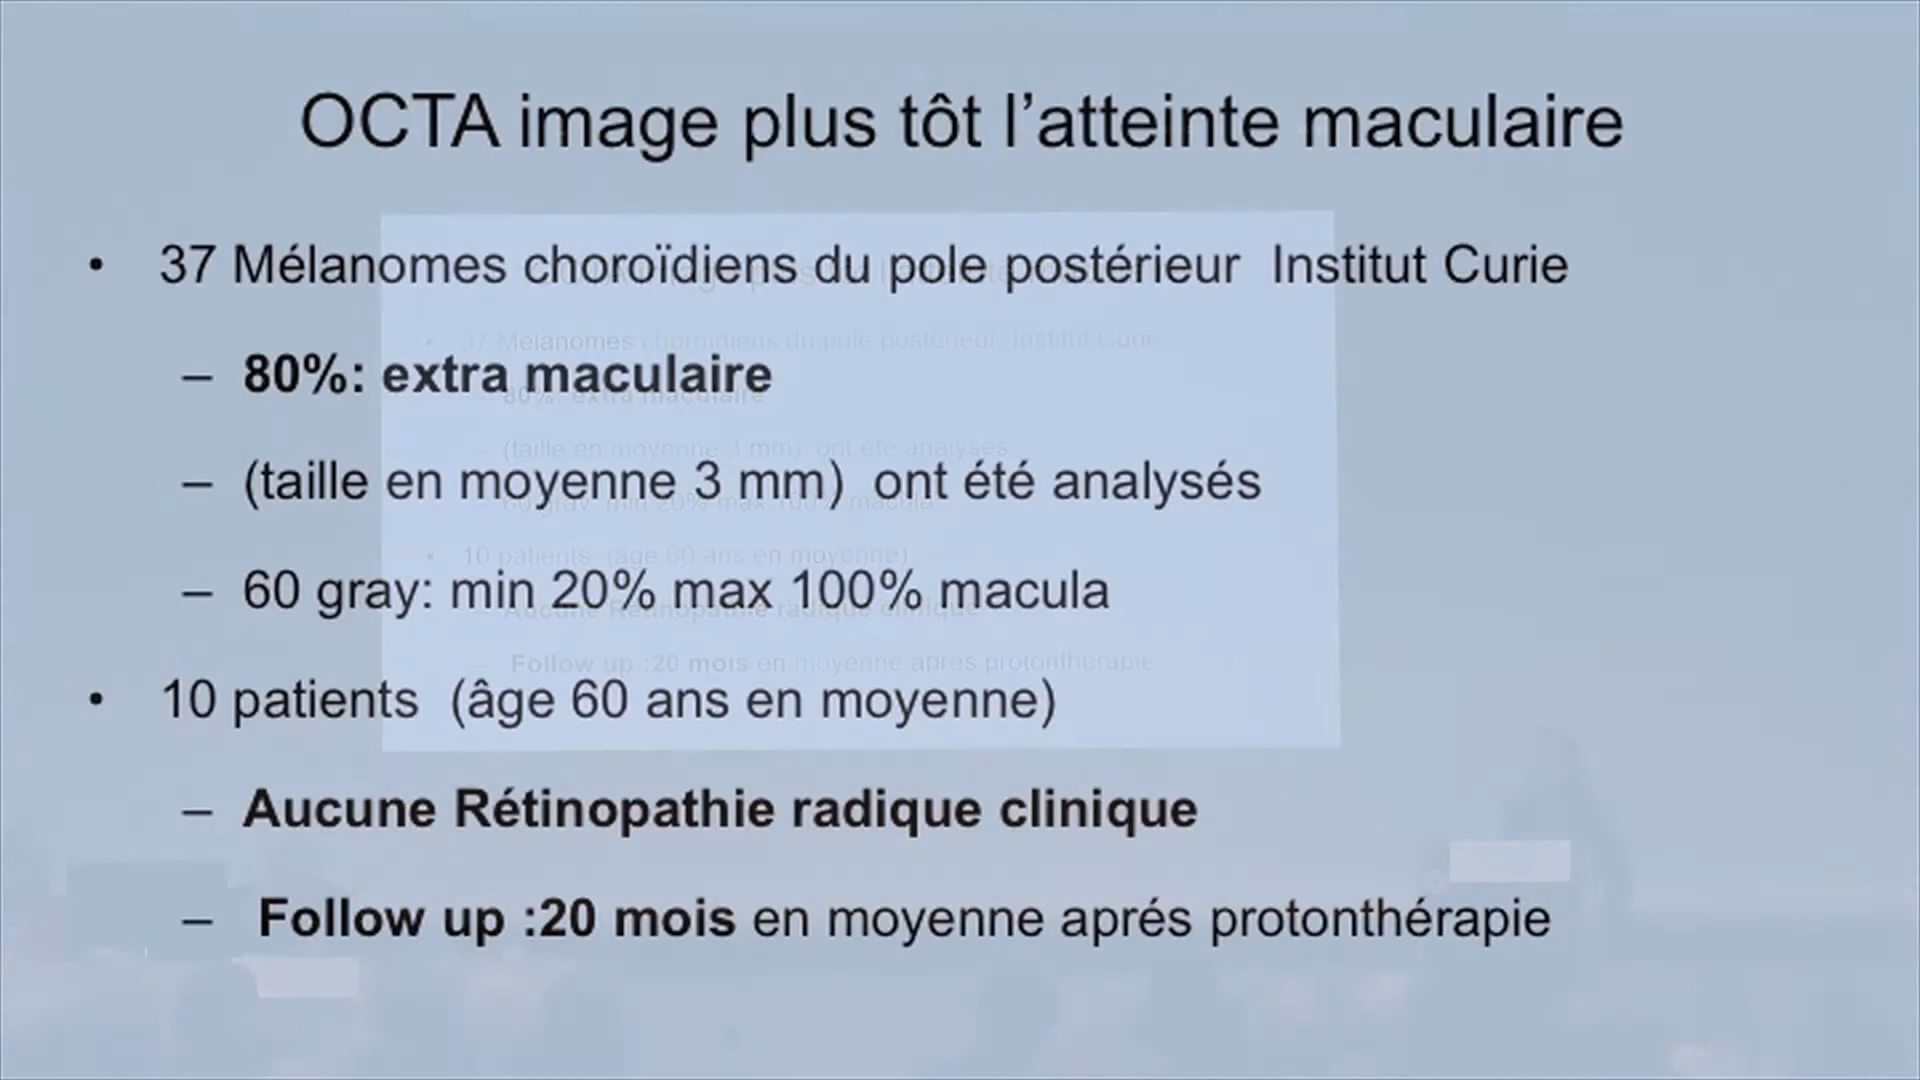 OCTA image plus tôt l’atteinte maculaire
• 37 Mélanomes choroïdiens du pole postérieur Institut Curie
– 80%: extra maculaire
– (taille en moyenne 3 mm) ont été analysés
– 60 gray: min 20% max 100% macula
• 10 patients (âge 60 ans en moyenne)
– Aucune Rétinopathie radique clinique
– Follow up :20 mois en moyenne aprés protonthérapie